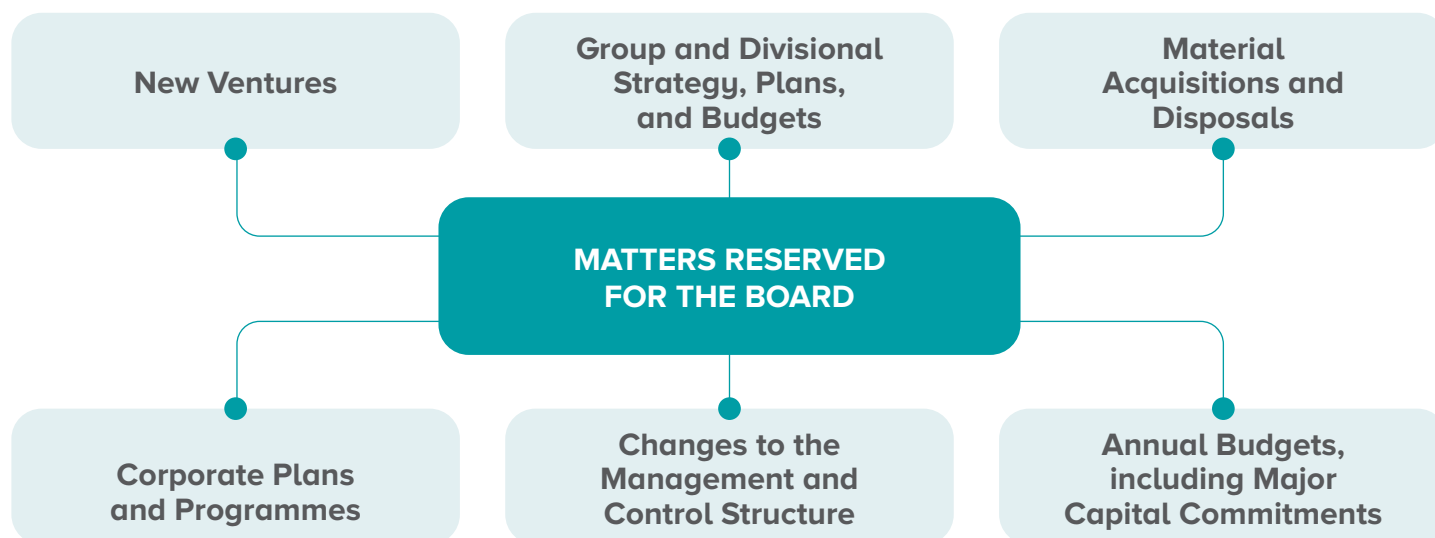 New Ventures
Group and Divisional
Strategy, Plans,
and Budgets
Material
Acquisitions and
Disposals
MATTERS RESERVED
FOR THE BOARD
Corporate Plans
and Programmes
Changes to the
Management and
Control Structure
Annual Budgets,
including Major
Capital Commitments